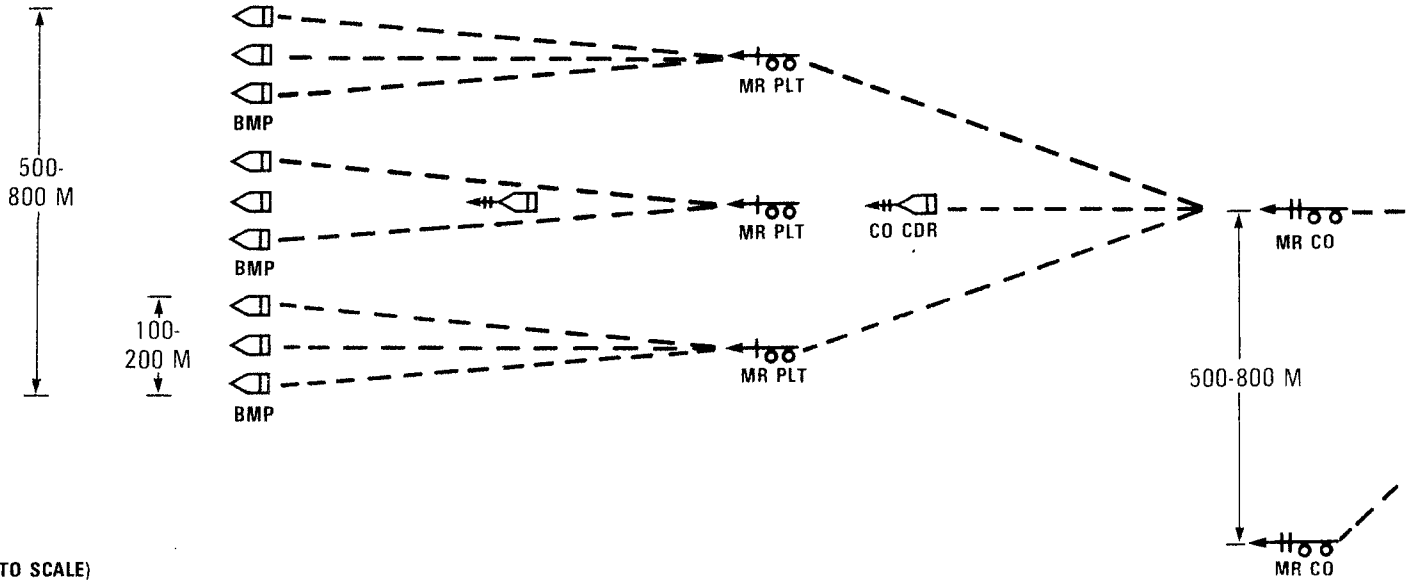 MR PLT
BMP
500-
800 M
MR PLT
CO CDR
MR CO
BMP
100-
200 M
MR PLT
500-800 M
BMP
TO SCALE)
MR CO